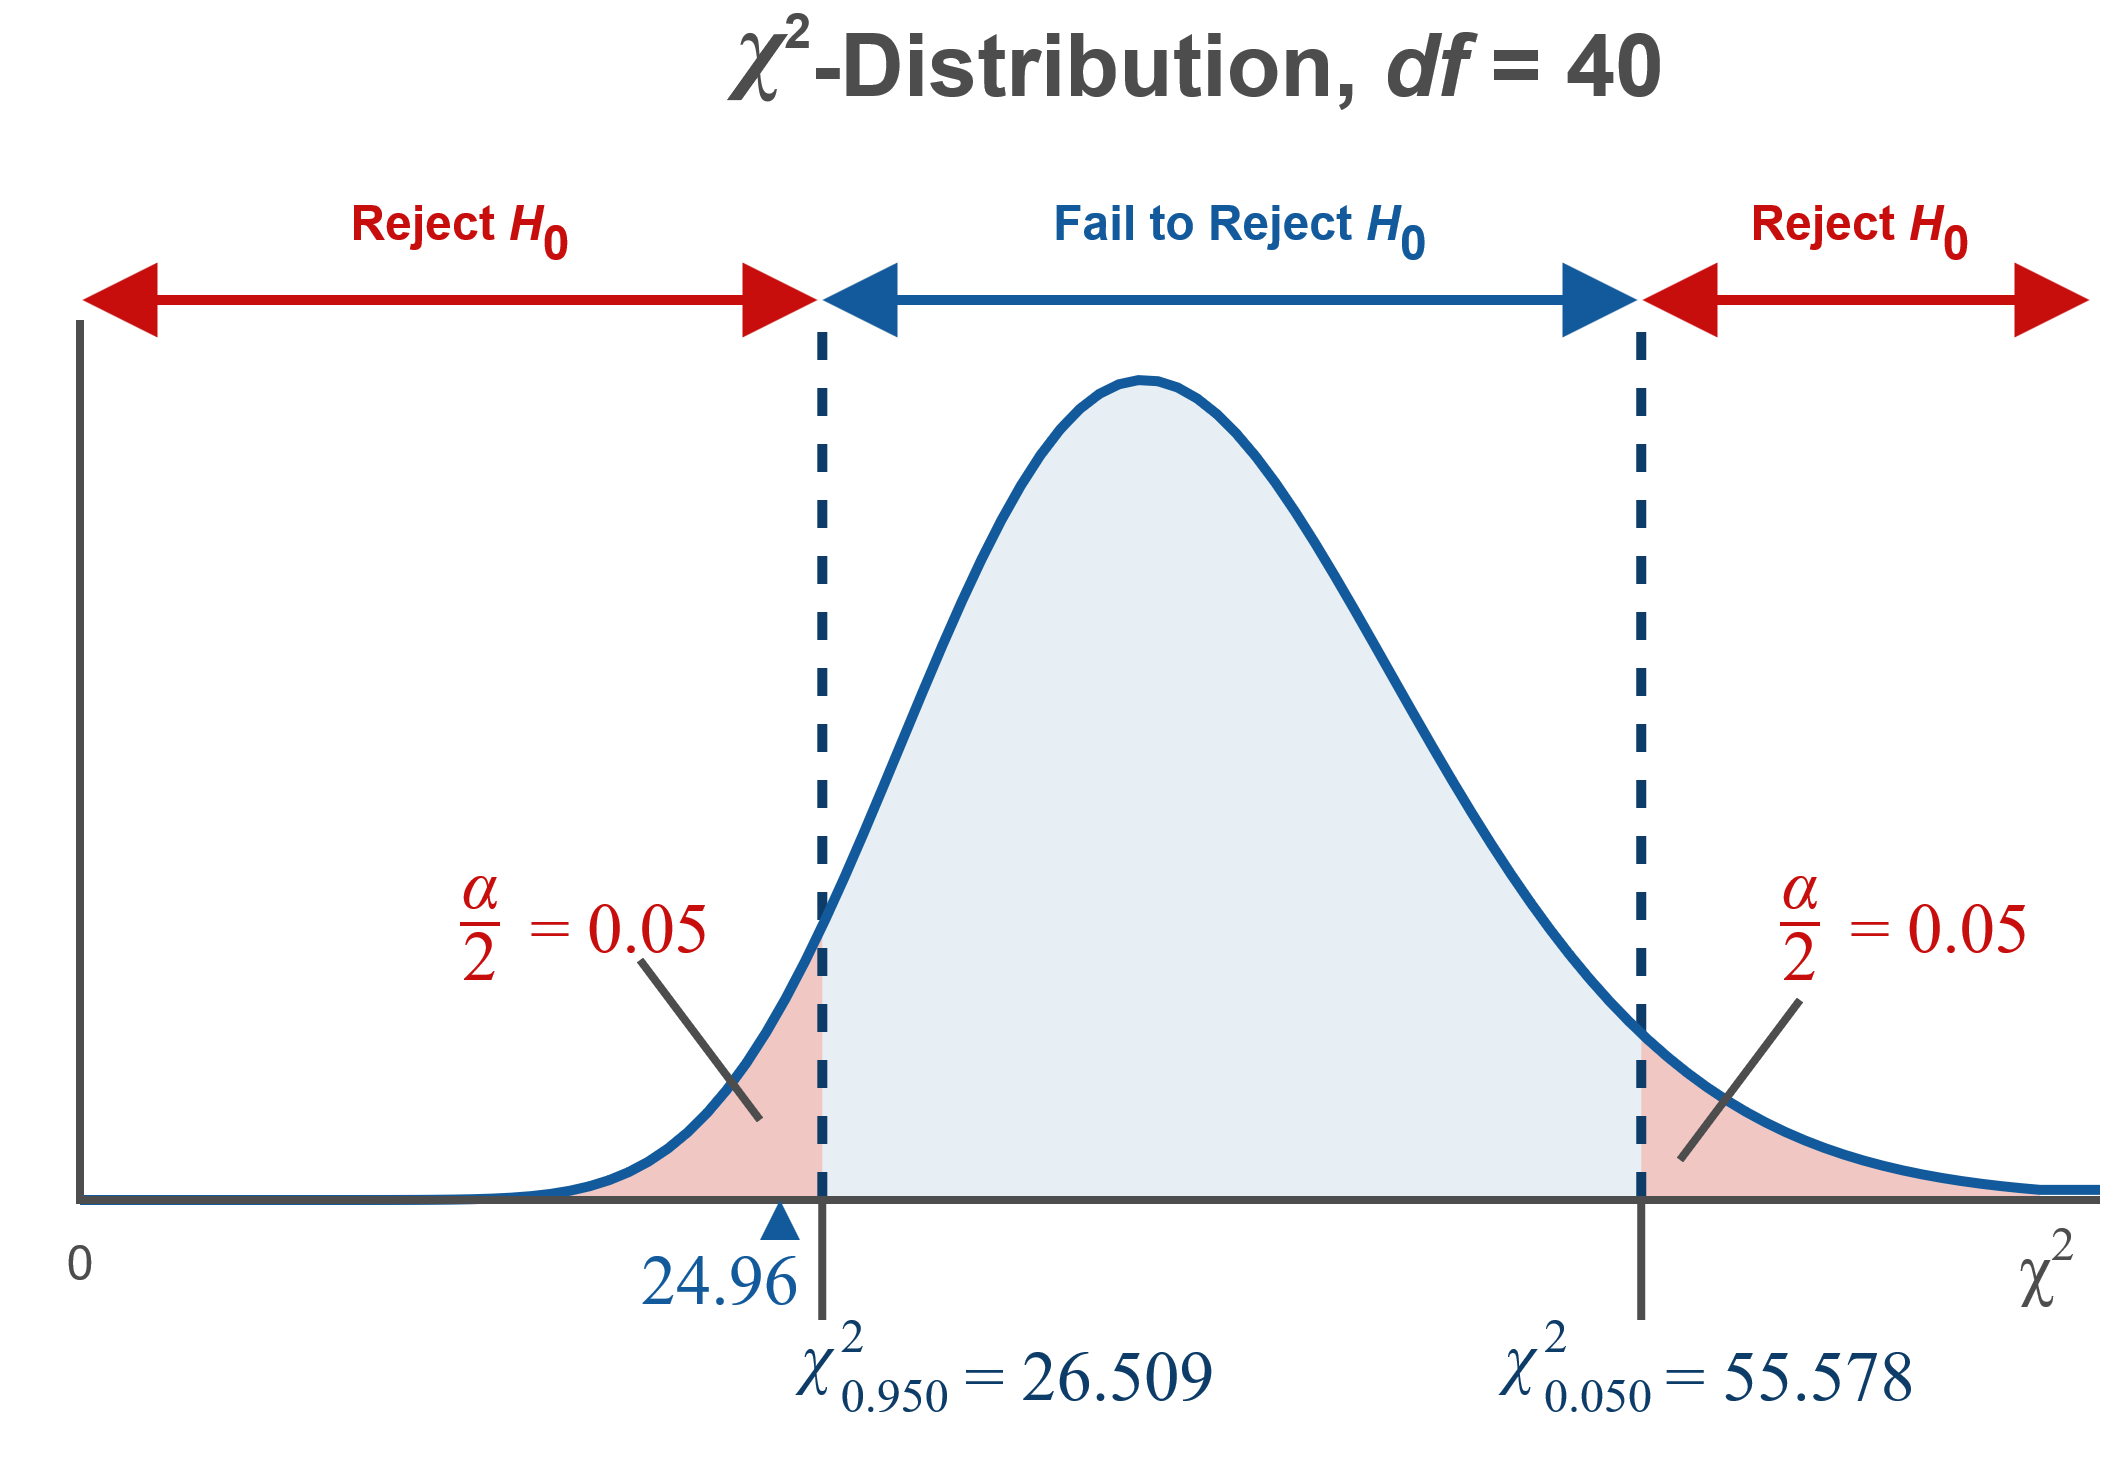 χ²-Distribution, df = 40
Reject H₀
Fail to Reject H₀
Reject H₀
α/2 = 0.05
α/2 = 0.05
0
24.96
χ²
χ²₀.₉₅₀ = 26.509
χ²₀.₀₅₀ = 55.578